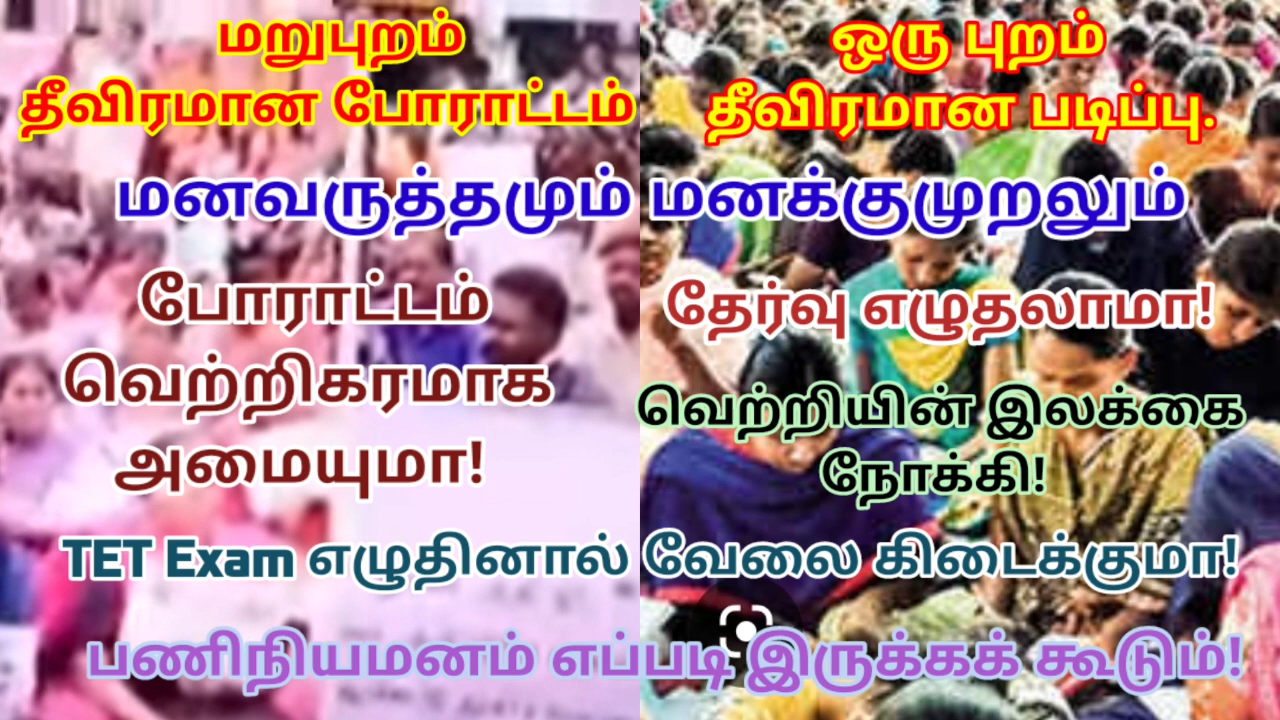 மறுபுறம்
தீவிரமான போராட்டம்
ஒரு புறம்
தீவிரமான படிப்பு.
மனவருத்தமும் மனக்குமுறலும்
போராட்டம்
வெற்றிகரமாக
அமையுமா!
தேர்வு எழுதலாமா!
வெற்றியின் இலக்கை
நோக்கி!
TET Exam எழுதினால் வேலை கிடைக்குமா!
பணிநியமனம் எப்படி இருக்கக் கூடும்!